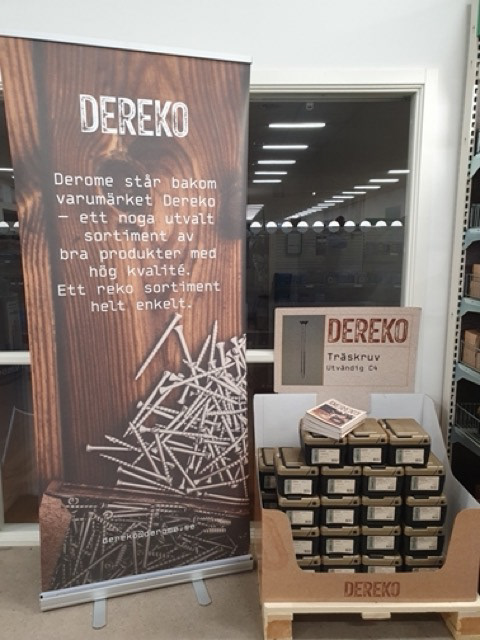 DEREKO
Derome står bakom
varumärket Dereko
– ett noga utvalt
sortiment av
bra produkter med
hög kvalité.
Ett reko sortiment
helt enkelt.
dereko@derome.se
DEREKO
Träskruv
Utvändig C4
DEREKO